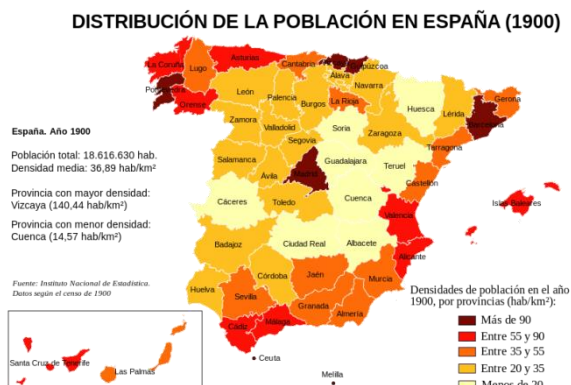 DISTRIBUCIÓN DE LA POBLACIÓN EN ESPAÑA (1900)
España. Año 1900
Población total: 18.616.630 hab.
Densidad media: 36,89 hab/km²
Provincia con mayor densidad:
Vizcaya (140,44 hab/km²)
Provincia con menor densidad:
Cuenca (14,57 hab/km²)
Fuente: Instituto Nacional de Estadística.
Datos según el censo de 1900
La Coruña
Lugo
Asturias
Cantabria
Guipúzcoa
Álava
Navarra
Pontevedra
Orense
León
Palencia
Burgos
La Rioja
Huesca
Lérida
Gerona
Barcelona
Zamora
Valladolid
Soria
Zaragoza
Tarragona
Segovia
Salamanca
Ávila
Madrid
Guadalajara
Teruel
Castellón
Cáceres
Toledo
Cuenca
Valencia
Islas Baleares
Badajoz
Ciudad Real
Albacete
Alicante
Huelva
Córdoba
Jaén
Murcia
Sevilla
Granada
Almería
Cádiz
Málaga
Ceuta
Melilla
Santa Cruz de Tenerife
Las Palmas
Densidades de población en el año
1900, por provincias (hab/km²):
Más de 90
Entre 55 y 90
Entre 35 y 55
Entre 20 y 35
Menos de 20